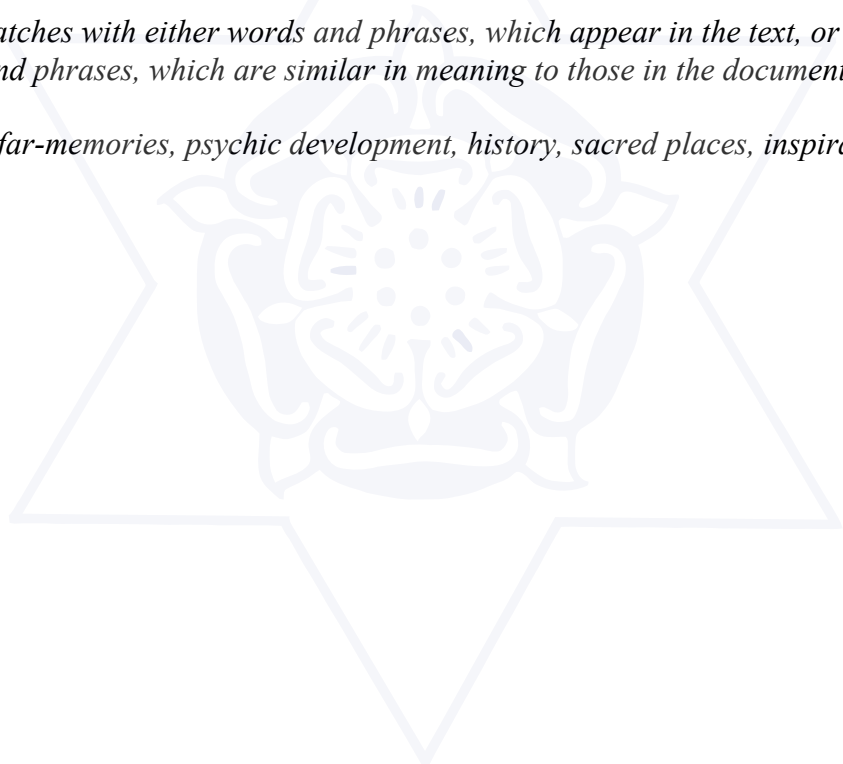 atches with either words and phrases, which appear in the text, or
nd phrases, which are similar in meaning to those in the document
far-memories, psychic development, history, sacred places, inspira